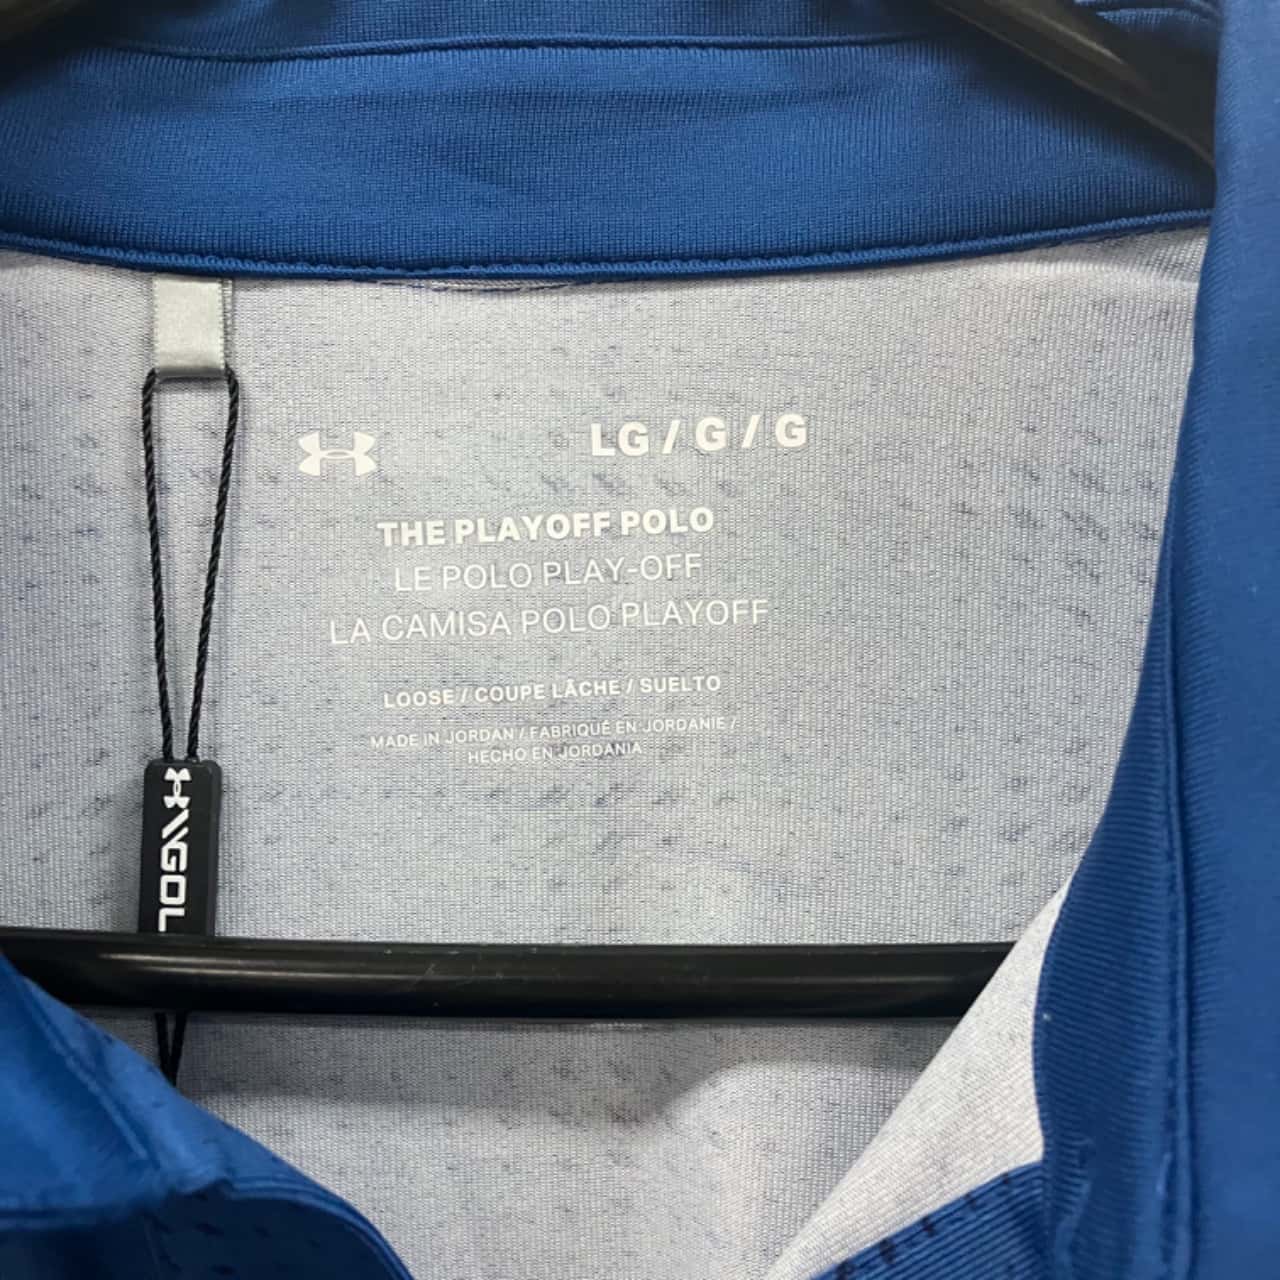 LG / G / G
THE PLAYOFF POLO
LE POLO PLAY-OFF
LA CAMISA POLO PLAYOFF
LOOSE / COUPE LÂCHE / SUELTO
MADE IN JORDAN / FABRIQUÉ EN JORDANIE /
HECHO EN JORDANIA
GOL